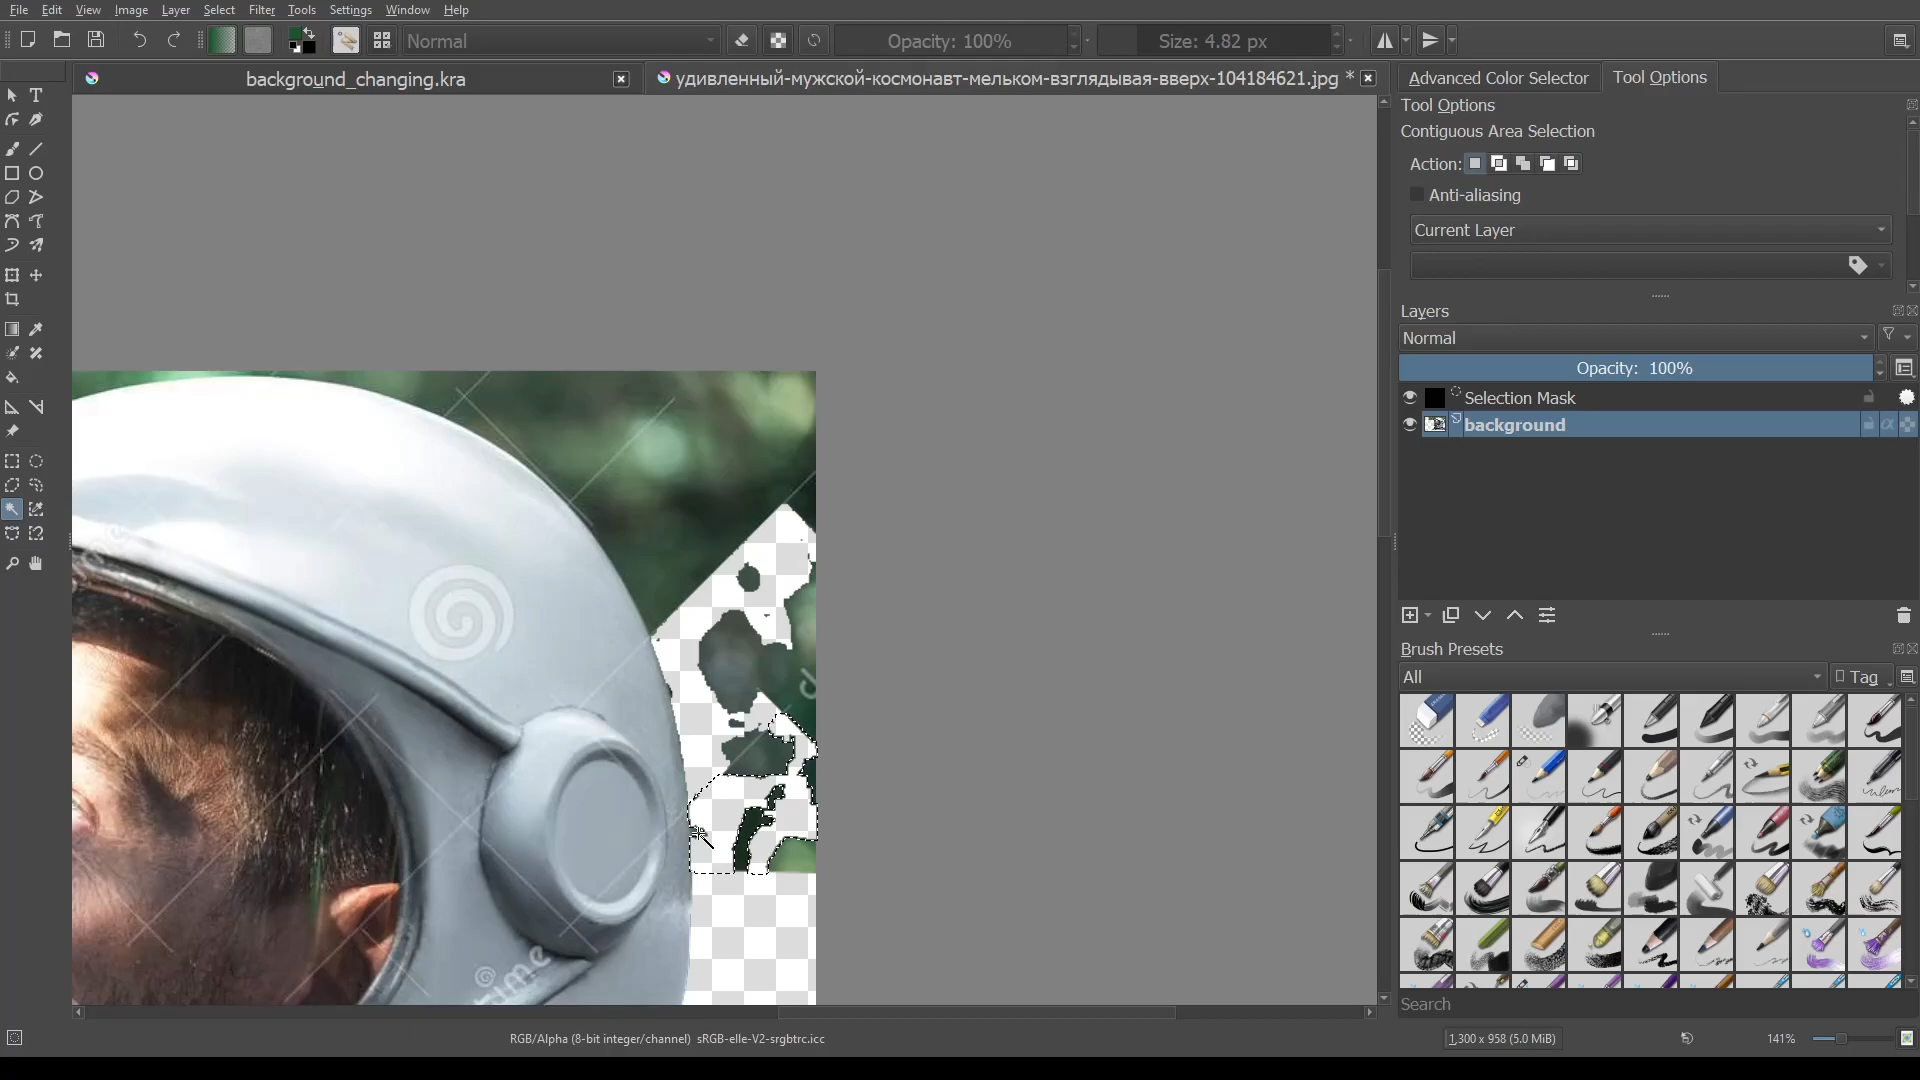 File Edit View Image Layer Select Filter Tools Settings Window Help
Normal
Opacity: 100%
Size: 4.82 px
background_changing.kra
удивленный-мужской-космонавт-мельком-взглядывая-вверх-104184621.jpg *
Advanced Color Selector
Tool Options
Tool Options
Contiguous Area Selection
Action:
Anti-aliasing
Current Layer
Layers
Normal
Opacity: 100%
Selection Mask
background
Brush Presets
All
Tag
Search
time
RGB/Alpha (8-bit integer/channel) sRGB-elle-V2-srgbtrc.icc
1,300 x 958 (5.0 MiB)
141%